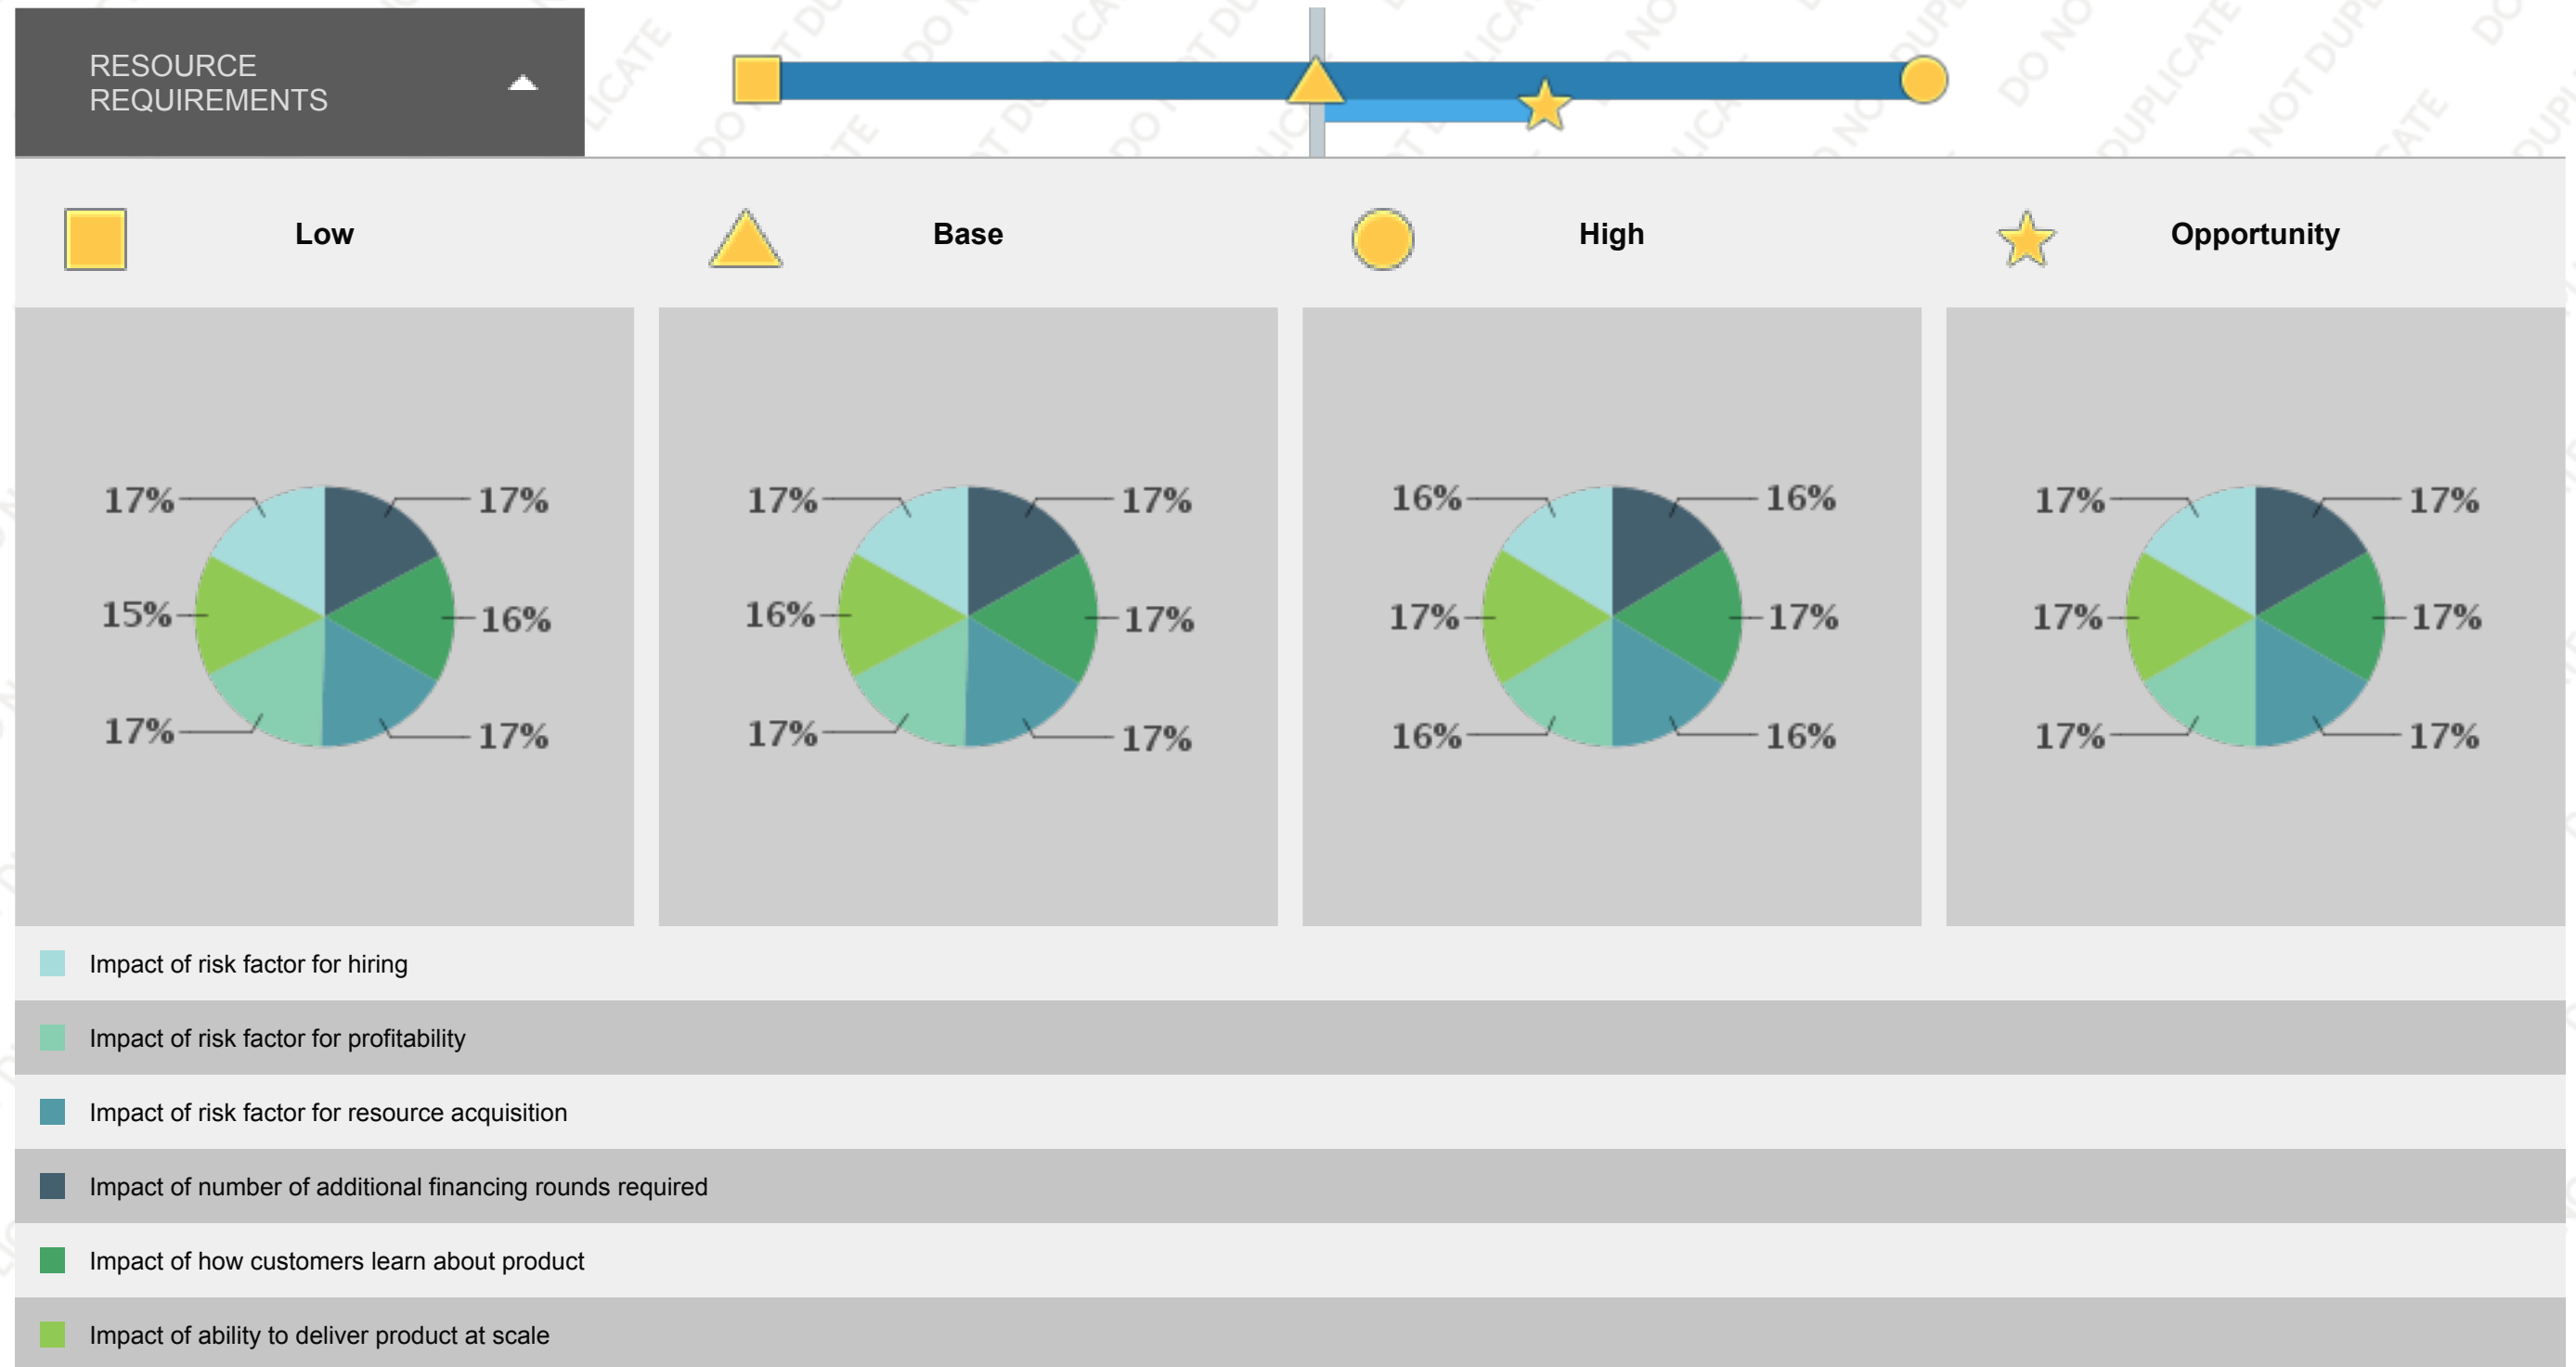 RESOURCE
REQUIREMENTS
Low
Base
High
Opportunity
17% 17% 17% 17% 16% 16% 17% 17%
15% 16% 16% 17% 17% 17% 17% 17%
17% 17% 17% 17% 16% 16% 17% 17%
Impact of risk factor for hiring
Impact of risk factor for profitability
Impact of risk factor for resource acquisition
Impact of number of additional financing rounds required
Impact of how customers learn about product
Impact of ability to deliver product at scale
DO NOT DUPLICATE